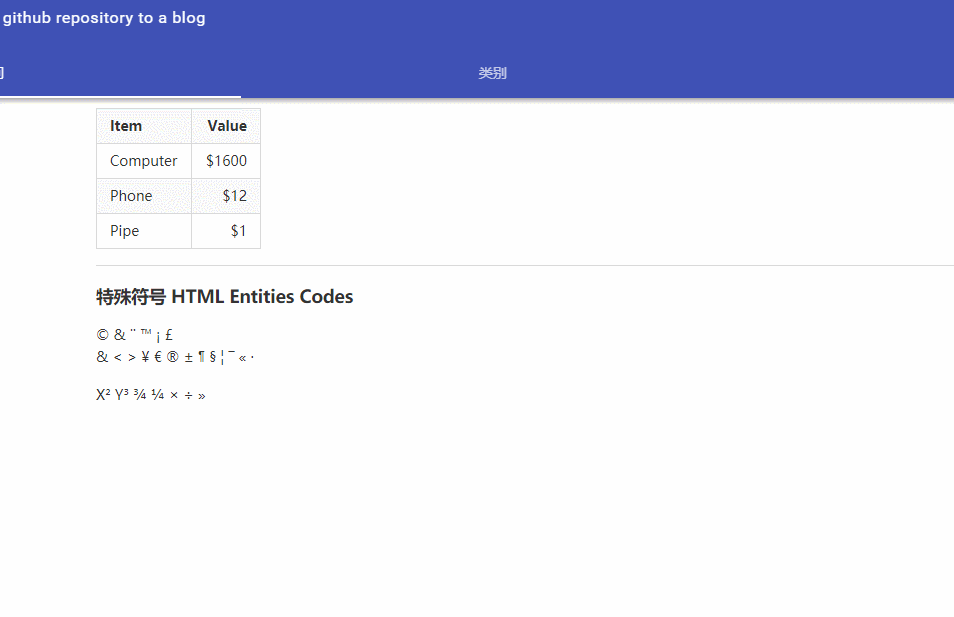 github repository to a blog
类别
Item Value
Computer $1600
Phone $12
Pipe $1
特殊符号 HTML Entities Codes
© & ¨ ™ ¡ £
& < > ¥ € ® ± ¶ § ¦ ¯ « ·
X² Y³ ¾ ¼ × ÷ »